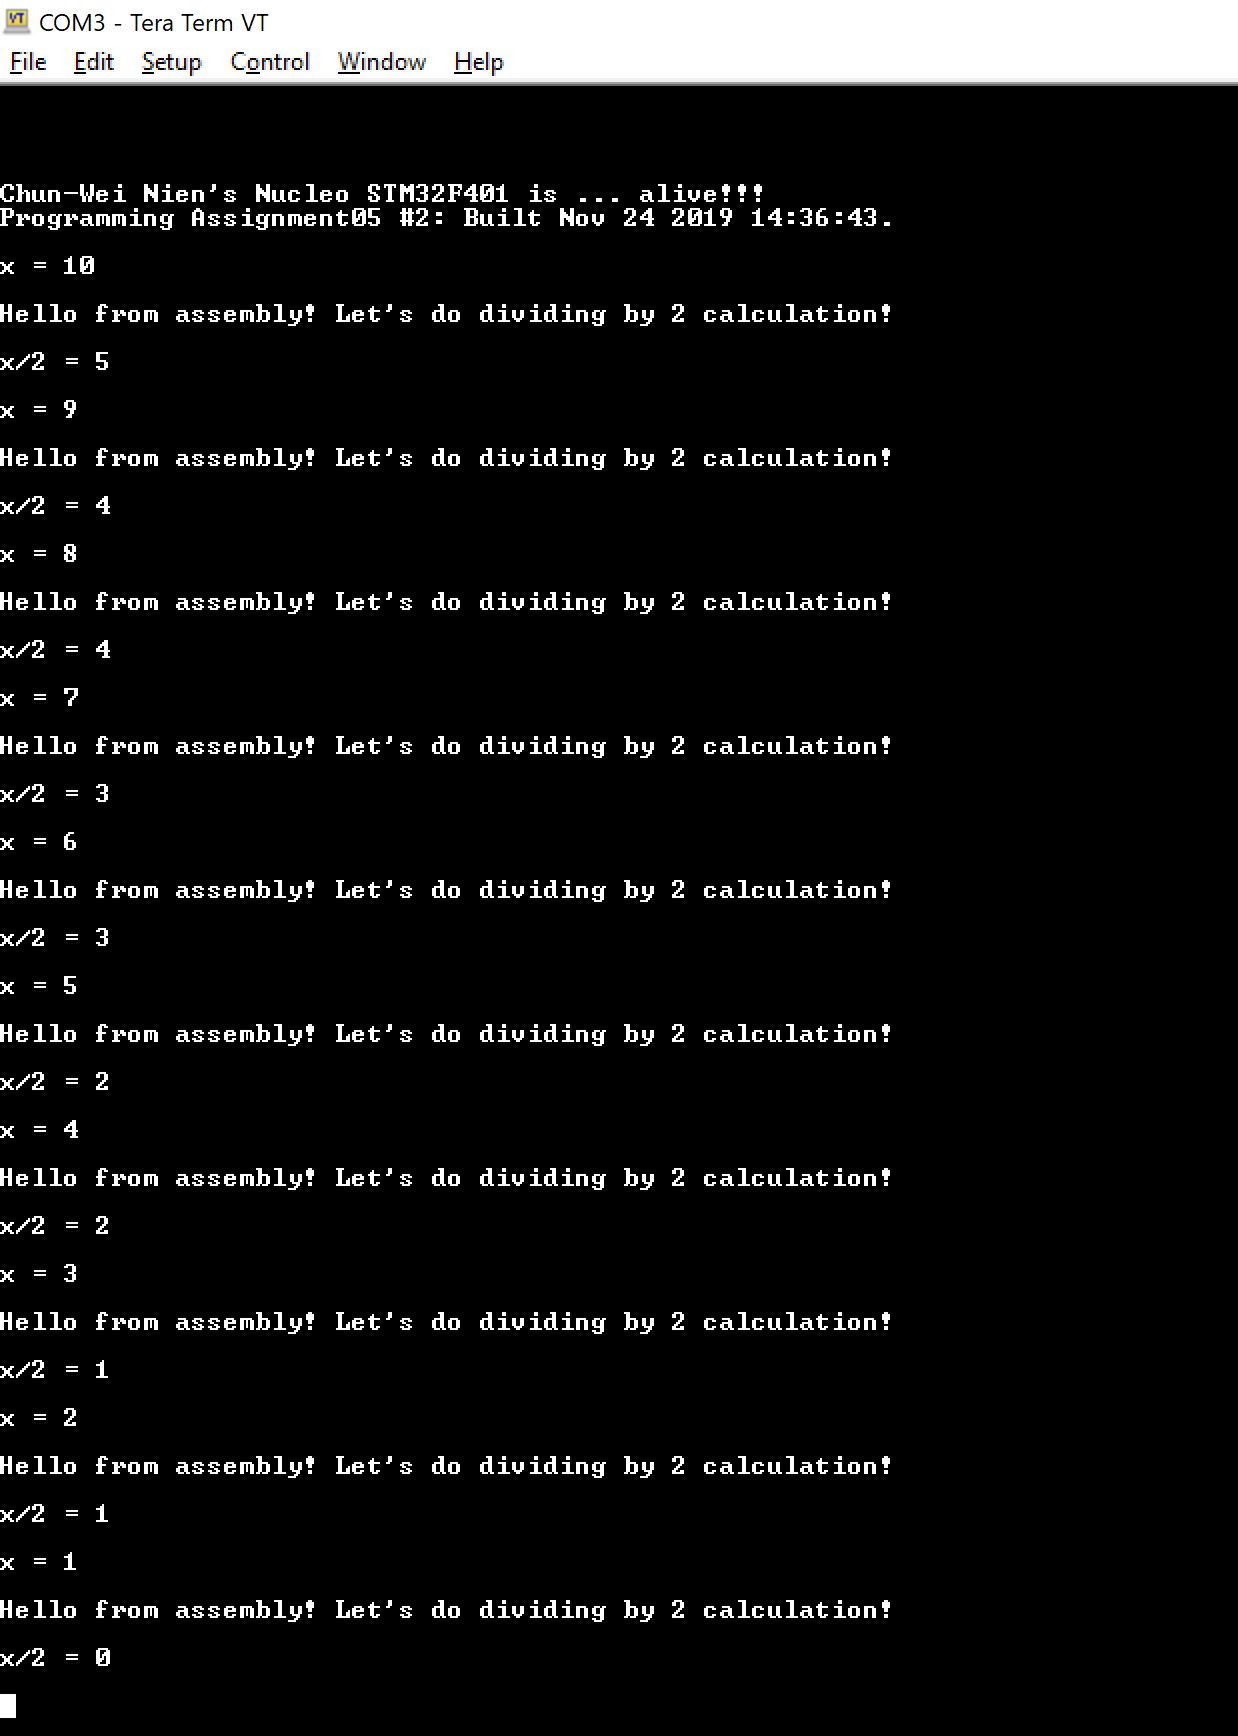 VT COM3 - Tera Term VT
File Edit Setup Control Window Help
Chun-Wei Nien's Nucleo STM32F401 is ... alive!!!
Programming Assignment05 #2: Built Nov 24 2019 14:36:43.
x = 10
Hello from assembly! Let's do dividing by 2 calculation!
x/2 = 5
x = 9
Hello from assembly! Let's do dividing by 2 calculation!
x/2 = 4
x = 8
Hello from assembly! Let's do dividing by 2 calculation!
x/2 = 4
x = 7
Hello from assembly! Let's do dividing by 2 calculation!
x/2 = 3
x = 6
Hello from assembly! Let's do dividing by 2 calculation!
x/2 = 3
x = 5
Hello from assembly! Let's do dividing by 2 calculation!
x/2 = 2
x = 4
Hello from assembly! Let's do dividing by 2 calculation!
x/2 = 2
x = 3
Hello from assembly! Let's do dividing by 2 calculation!
x/2 = 1
x = 2
Hello from assembly! Let's do dividing by 2 calculation!
x/2 = 1
x = 1
Hello from assembly! Let's do dividing by 2 calculation!
x/2 = 0